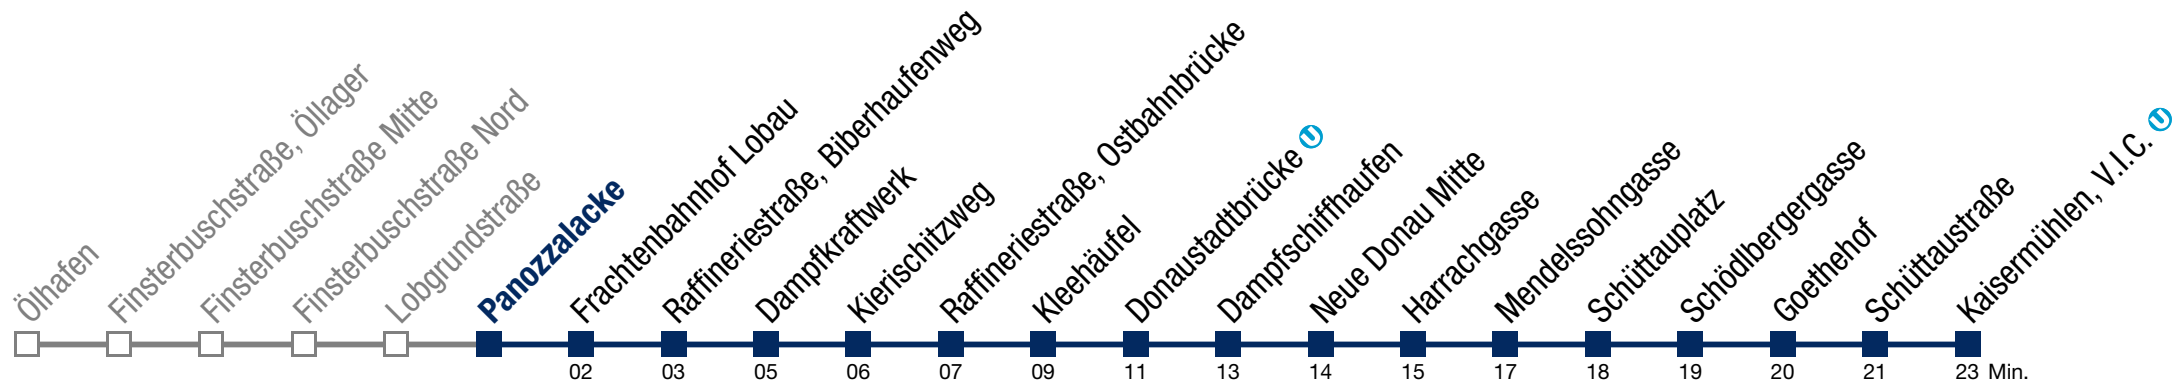 Ölhafen
Finsterbuschstraße, Öllager
Finsterbuschstraße Mitte
Finsterbuschstraße Nord
Lobgrundstraße
Panozzalacke
Frachtenbahnhof Lobau
Raffineriestraße, Biberhaufenweg
Dampfkraftwerk
Kierischitzweg
Raffineriestraße, Ostbahnbrücke
Kleehäufel
Donaustadtbrücke U
Dampfschiffhaufen
Neue Donau Mitte
Harrachgasse
Mendelssohngasse
Schüttauplatz
Schödlbergergasse
Goethehof
Schüttaustraße
Kaisermühlen, V.I.C. U
02 03 05 06 07 09 11 13 14 15 17 18 19 20 21 23 Min.